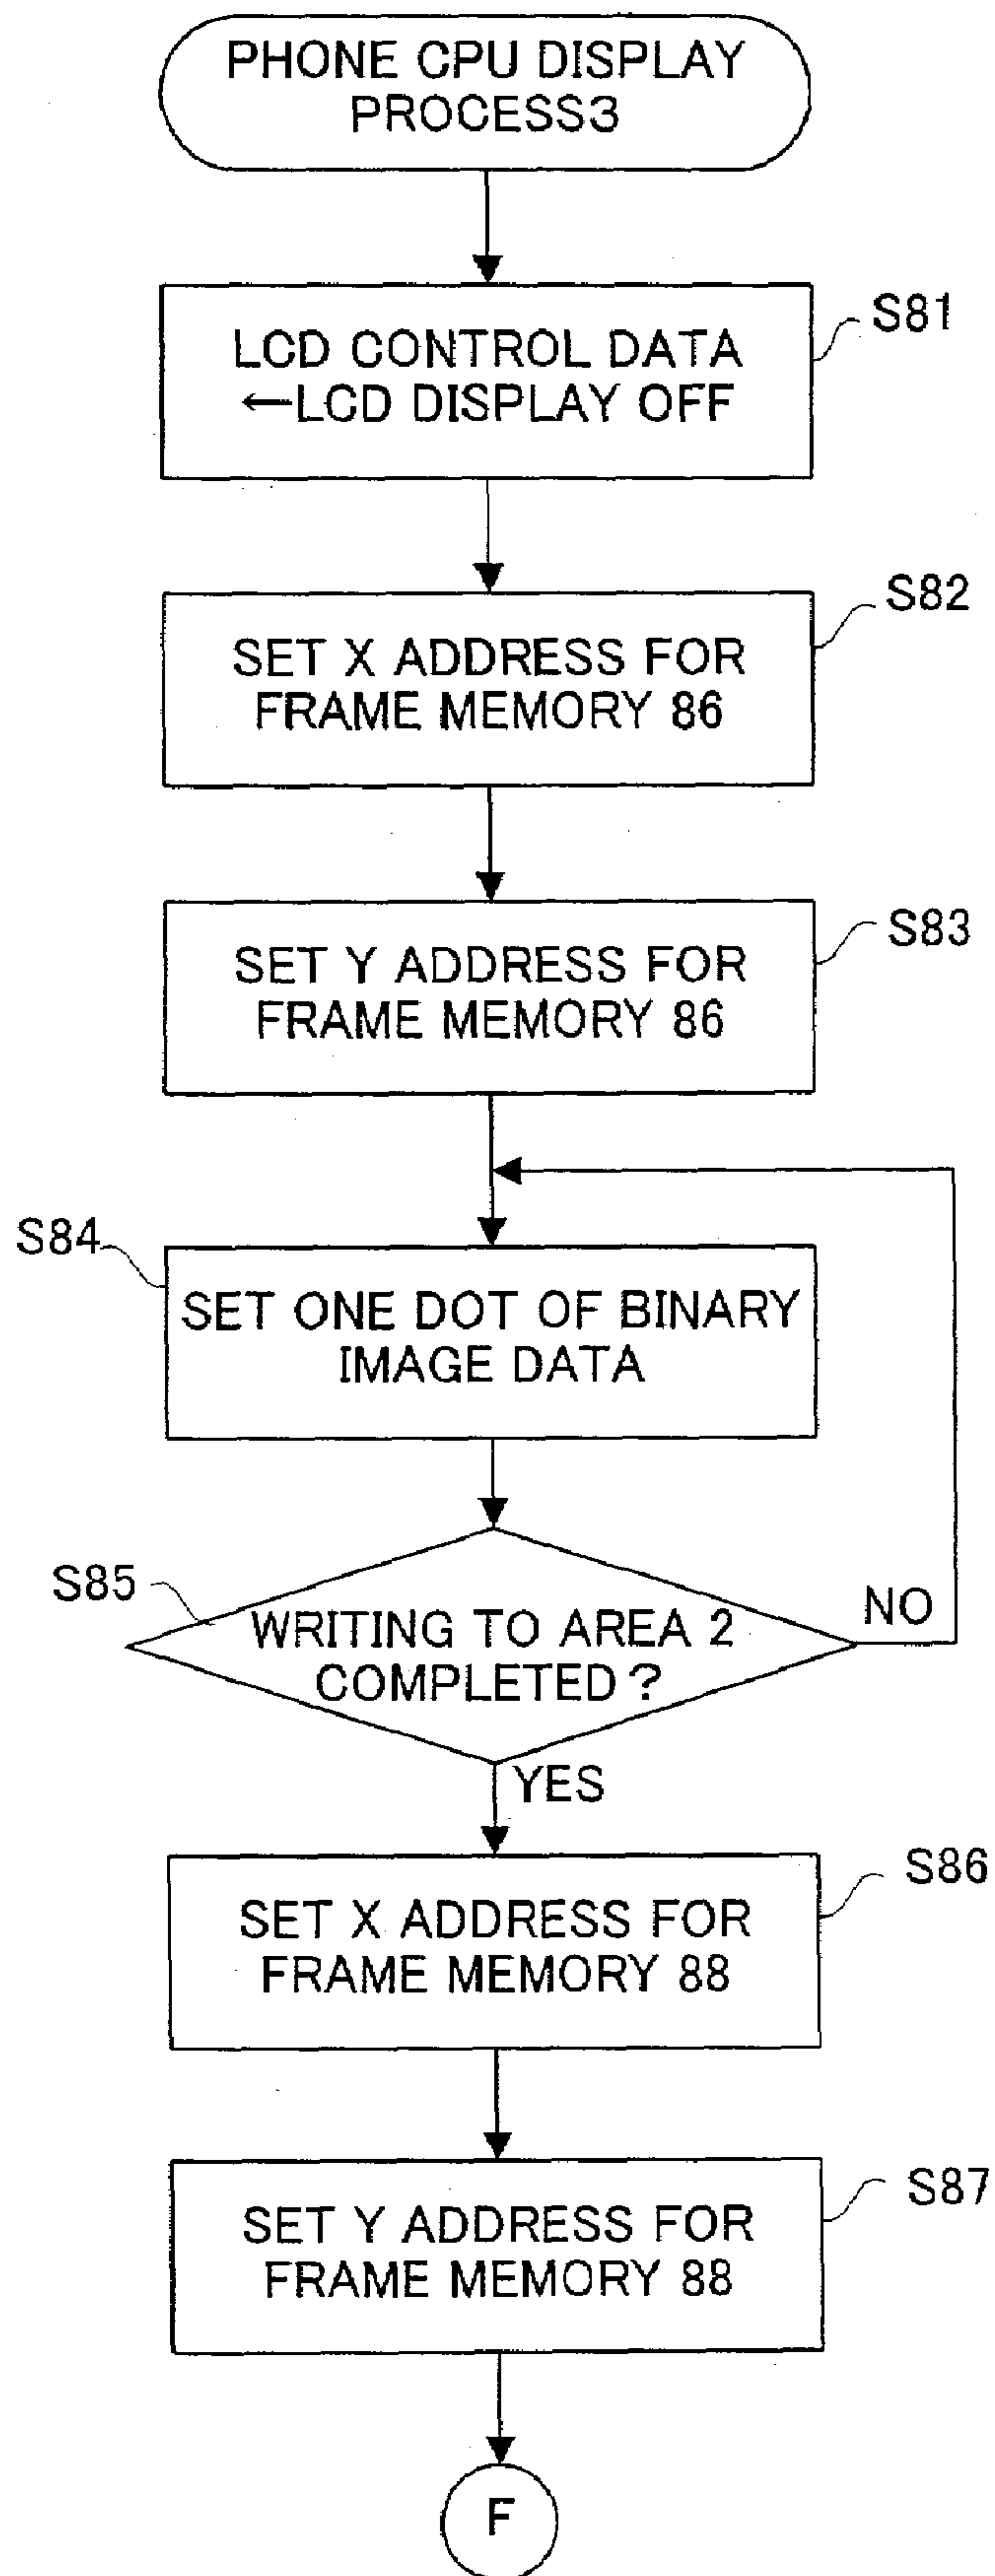 PHONE CPU DISPLAY
PROCESS3
S81
LCD CONTROL DATA
←LCD DISPLAY OFF
S82
SET X ADDRESS FOR
FRAME MEMORY 86
S83
SET Y ADDRESS FOR
FRAME MEMORY 86
S84
SET ONE DOT OF BINARY
IMAGE DATA
S85
NO
WRITING TO AREA 2
COMPLETED?
YES
S86
SET X ADDRESS FOR
FRAME MEMORY 88
S87
SET Y ADDRESS FOR
FRAME MEMORY 88
F